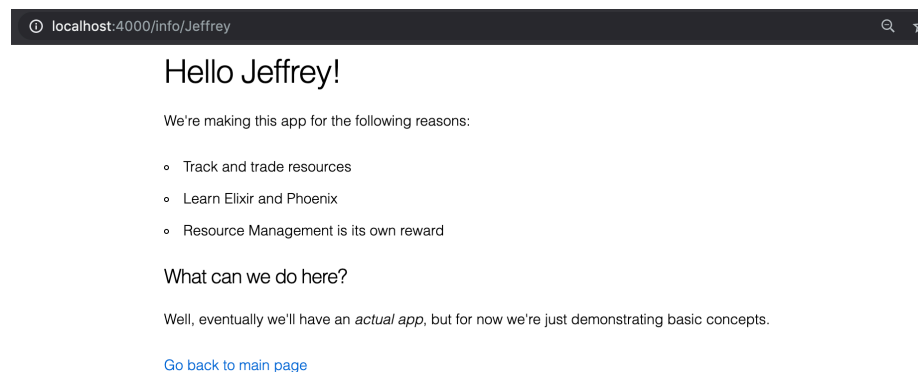 localhost:4000/info/Jeffrey
Hello Jeffrey!
We're making this app for the following reasons:
Track and trade resources
Learn Elixir and Phoenix
Resource Management is its own reward
What can we do here?
Well, eventually we'll have an actual app, but for now we're just demonstrating basic concepts.
Go back to main page